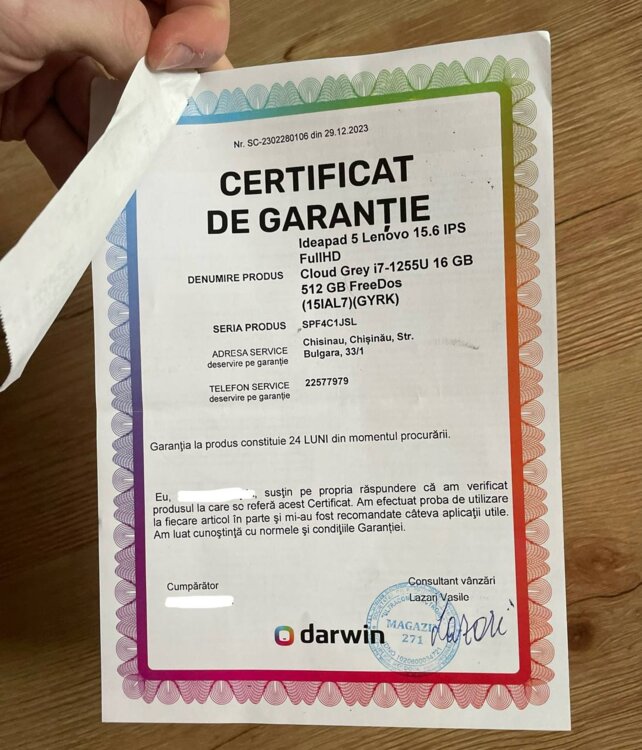 Nr. SC-2302280106 din 29.12.2023
CERTIFICAT
DE GARANȚIE
DENUMIRE PRODUS
Ideapad 5 Lenovo 15.6 IPS
FullHD
Cloud Grey i7-1255U 16 GB
512 GB FreeDos
(15IAL7)(GYRK)
SERIA PRODUS
SPF4C1JSL
ADRESA SERVICE
deservire pe garanție
Chisinau, Chișinău, Str.
Bulgara, 33/1
TELEFON SERVICE
deservire pe garanție
22577979
Garanția la produs constituie 24 LUNI din momentul procurării.
Eu, , susțin pe propria răspundere că am verificat
produsul la care so referă acest Certificat. Am efectuat proba de utilizare
la fiecare articol în parte și mi-au fost recomandate câteva aplicații utile.
Am luat cunoștință cu normele și condițiile Garanției.
Cumpărător
Consultant vânzări
Lazari Vasile
darwin
MAGAZIN
271
Lazari